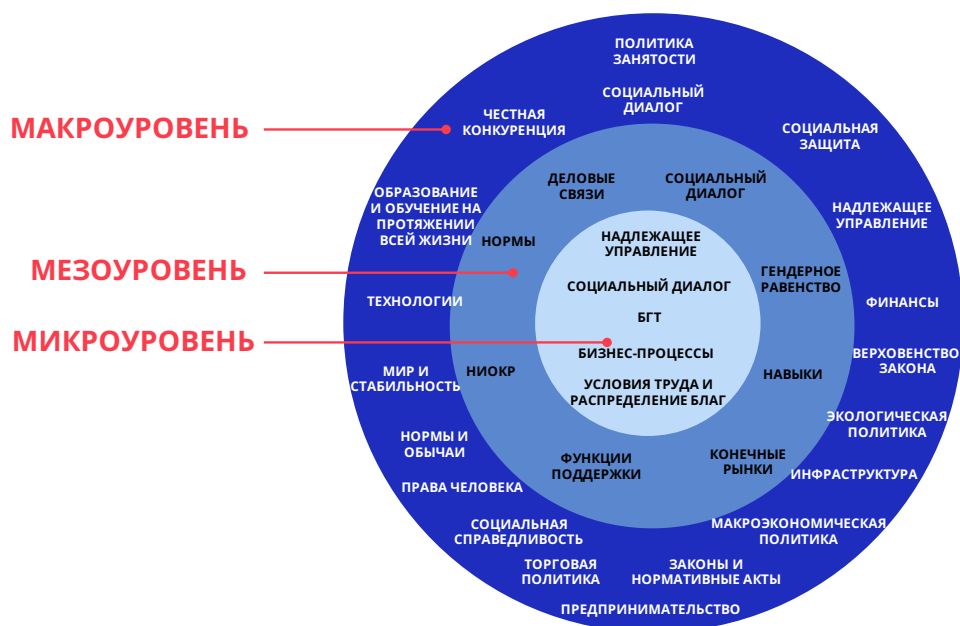 МАКРОУРОВЕНЬ
МЕЗОУРОВЕНЬ
МИКРОУРОВЕНЬ
ПОЛИТИКА
ЗАНЯТОСТИ
СОЦИАЛЬНЫЙ
ДИАЛОГ
ЧЕСТНАЯ
КОНКУРЕНЦИЯ
СОЦИАЛЬНАЯ
ЗАЩИТА
ОБРАЗОВАНИЕ
И ОБУЧЕНИЕ НА
ПРОТЯЖЕНИИ
ВСЕЙ ЖИЗНИ
НАДЛЕЖАЩЕЕ
УПРАВЛЕНИЕ
ТЕХНОЛОГИИ
ФИНАНСЫ
МИР И
СТАБИЛЬНОСТЬ
ВЕРХОВЕНСТВО
ЗАКОНА
НОРМЫ И
ОБЫЧАИ
ЭКОЛОГИЧЕСКАЯ
ПОЛИТИКА
ПРАВА ЧЕЛОВЕКА
ИНФРАСТРУКТУРА
СОЦИАЛЬНАЯ
СПРАВЕДЛИВОСТЬ
МАКРОЭКОНОМИЧЕСКАЯ
ПОЛИТИКА
ТОРГОВАЯ
ПОЛИТИКА
ЗАКОНЫ И
НОРМАТИВНЫЕ АКТЫ
ПРЕДПРИНИМАТЕЛЬСТВО
ДЕЛОВЫЕ
СВЯЗИ
СОЦИАЛЬНЫЙ
ДИАЛОГ
НОРМЫ
ГЕНДЕРНОЕ
РАВЕНСТВО
НИОКР
НАВЫКИ
ФУНКЦИИ
ПОДДЕРЖКИ
КОНЕЧНЫЕ
РЫНКИ
НАДЛЕЖАЩЕЕ
УПРАВЛЕНИЕ
СОЦИАЛЬНЫЙ ДИАЛОГ
БГТ
БИЗНЕС-ПРОЦЕССЫ
УСЛОВИЯ ТРУДА И
РАСПРЕДЕЛЕНИЕ БЛАГ